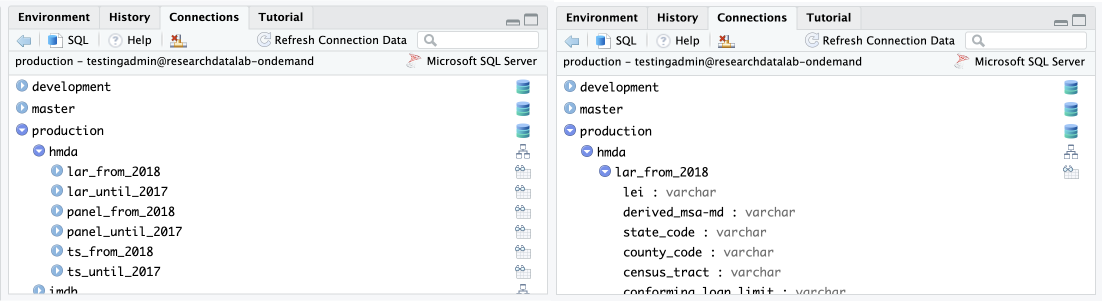 Environment History Connections Tutorial
SQL Help Refresh Connection Data
production - testingadmin@researchdatalab-ondemand Microsoft SQL Server
development
master
production
hmda
lar_from_2018
lar_until_2017
panel_from_2018
panel_until_2017
ts_from_2018
ts_until_2017
imdb
Environment History Connections Tutorial
SQL Help Refresh Connection Data
production - testingadmin@researchdatalab-ondemand Microsoft SQL Server
development
master
production
hmda
lar_from_2018
lei : varchar
derived_msa-md : varchar
state_code : varchar
county_code : varchar
census_tract : varchar
conforming_loan_limit : varchar